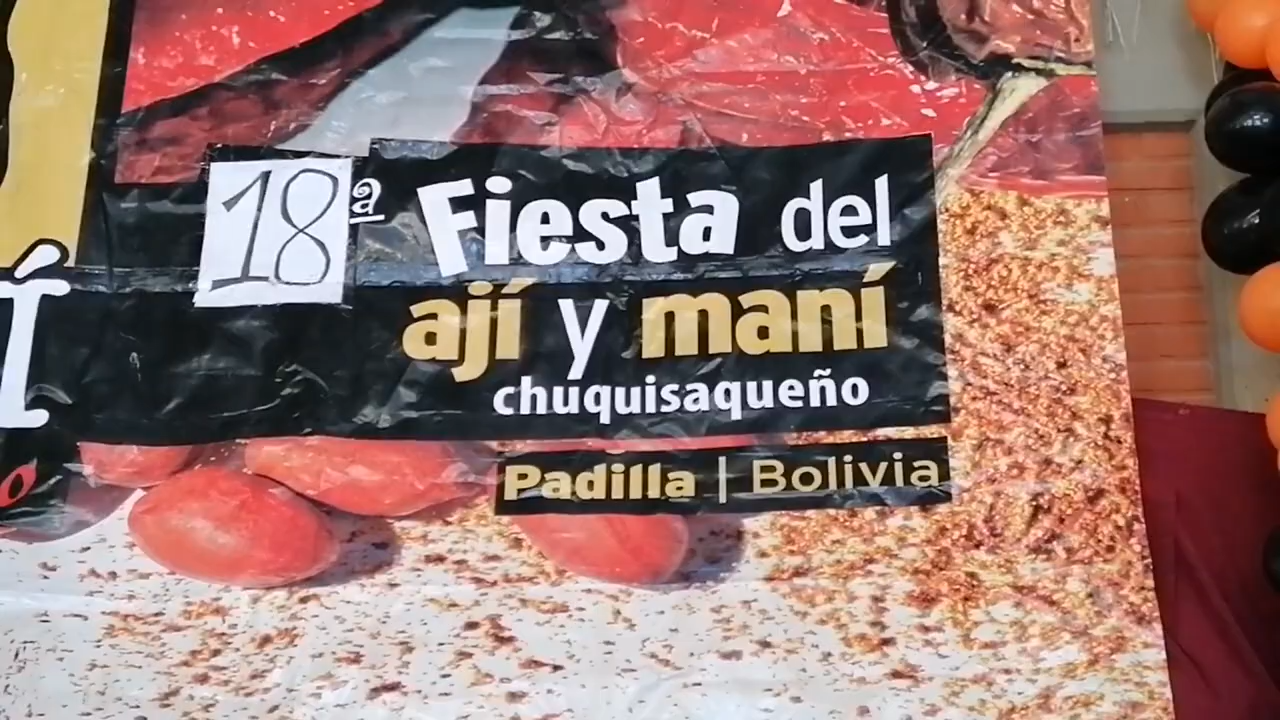 18ª Fiesta del
ají y maní
chuquisaqueño
Padilla | Bolivia
Í